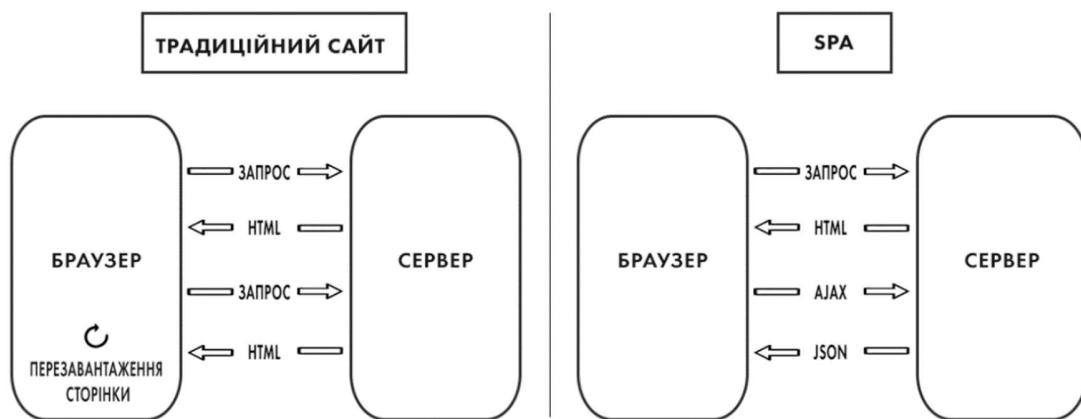 ТРАДИЦІЙНИЙ САЙТ
БРАУЗЕР
ПЕРЕЗАВАНТАЖЕННЯ
СТОРІНКИ
ЗАПРОС
HTML
ЗАПРОС
HTML
СЕРВЕР
SPA
БРАУЗЕР
ЗАПРОС
HTML
AJAX
JSON
СЕРВЕР